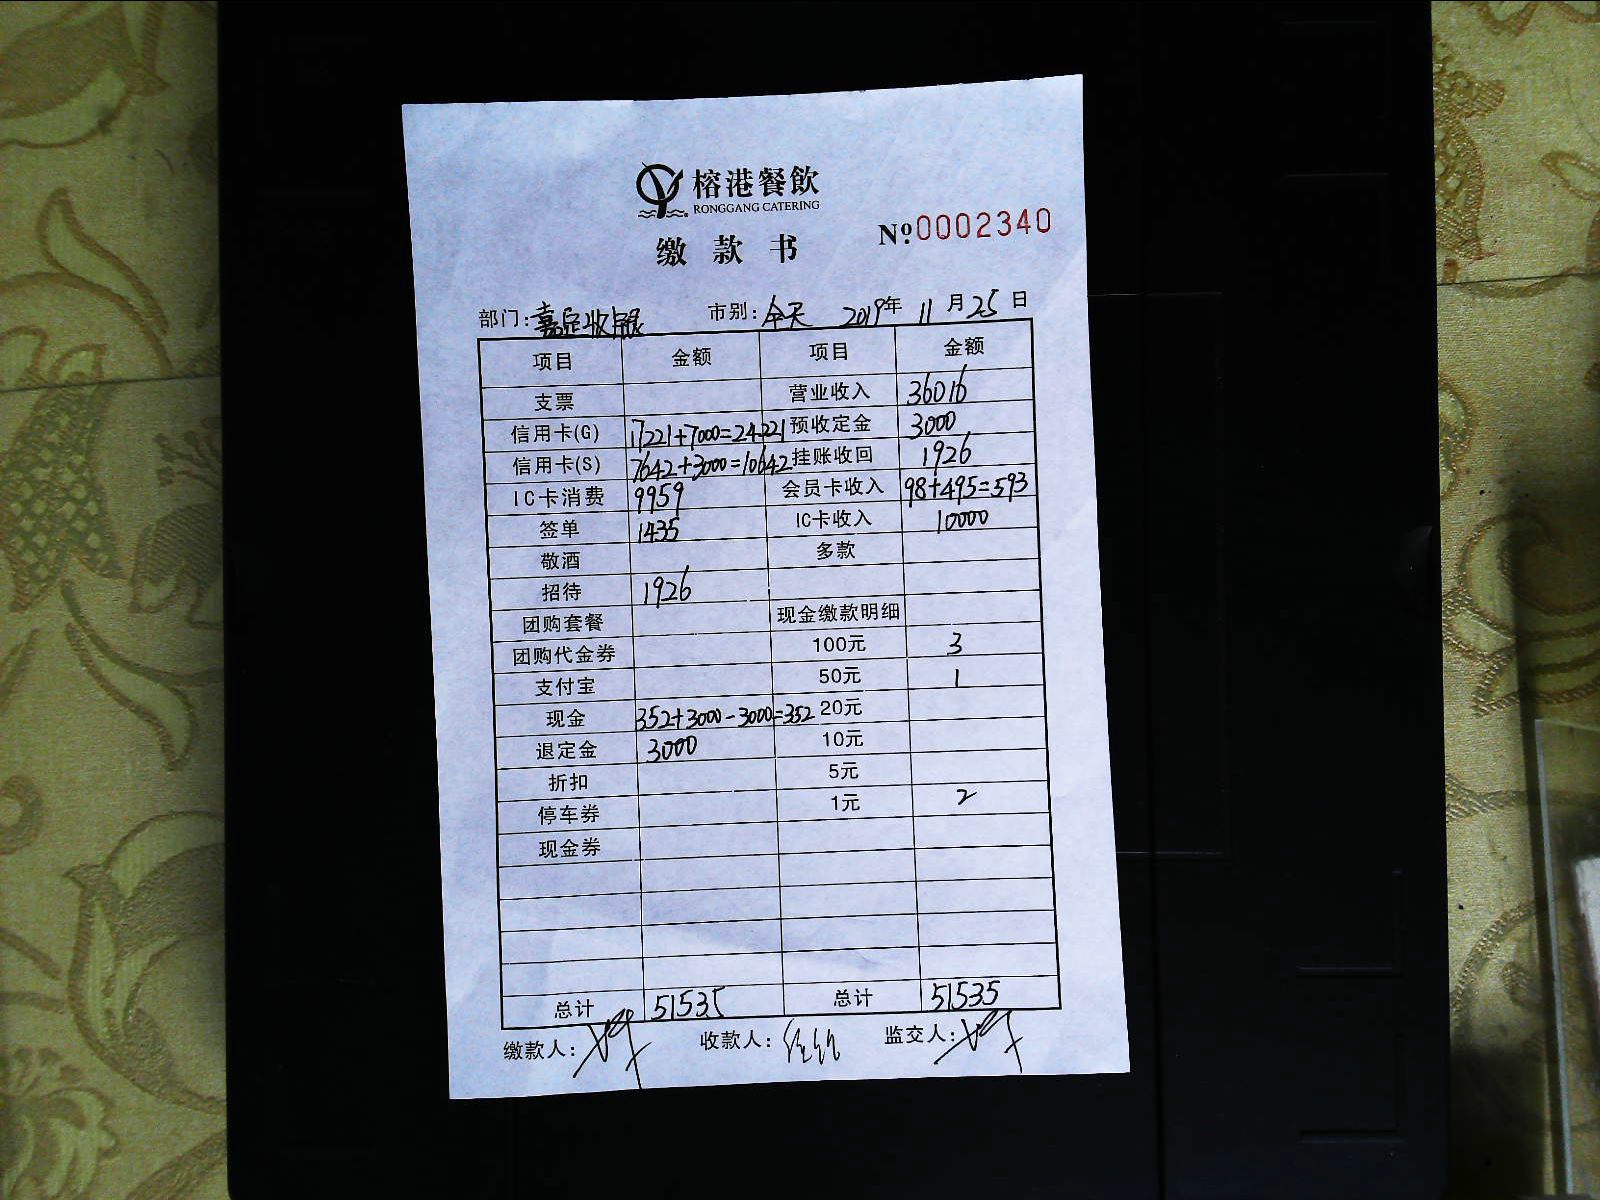 榕港餐飲
RONGGANG CATERING
缴款书
Nº0002340
部门:嘉定收银 市别:全天 2019年 11 月 25 日
项目 金额 项目 金额
支票 营业收入 36016
信用卡(G) 17221+7000=24221 预收定金 3000
信用卡(S) 7642+3000=10642 挂账收回 1926
IC卡消费 9959 会员卡收入 98+495=593
签单 1435 IC卡收入 10000
敬酒 多款
招待 1926
团购套餐 现金缴款明细
团购代金券 100元 3
支付宝 50元 1
现金 352+3000-3000=352 20元
退定金 3000 10元
折扣 5元
停车券 1元 2
现金券
总计 51535 总计 51535
缴款人: 收款人: 监交人: